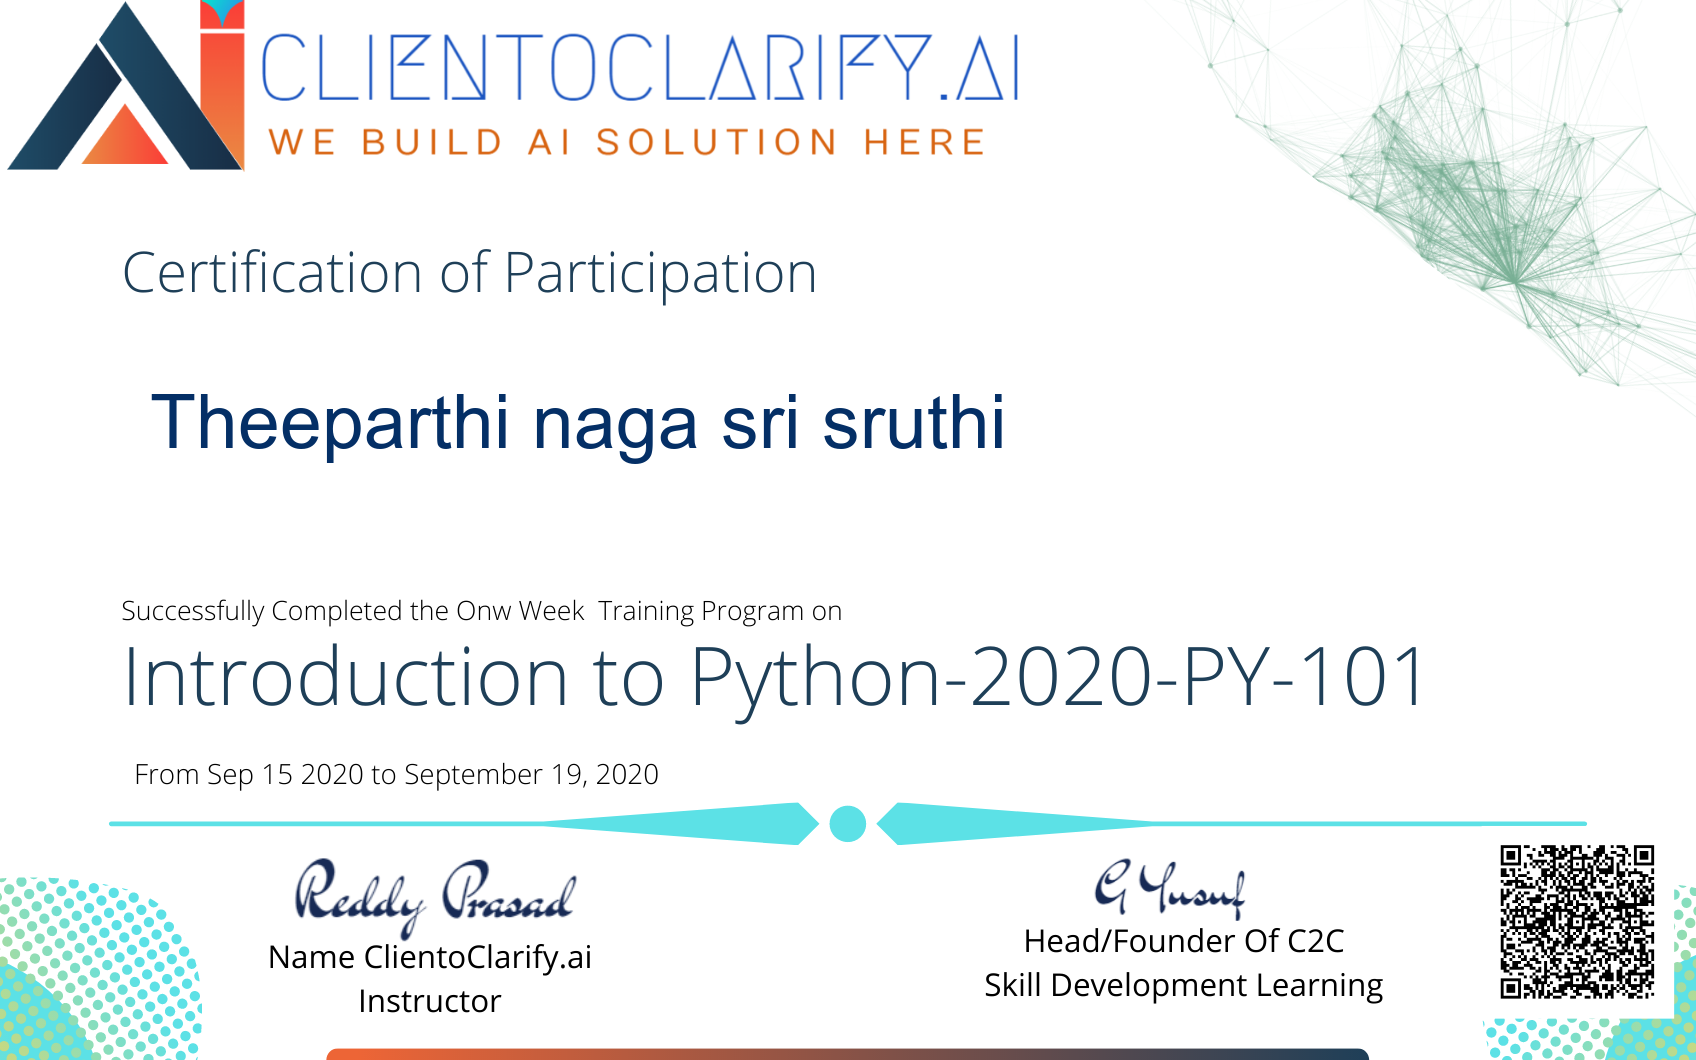 CLIENTOCLARIFY.AI
WE BUILD AI SOLUTION HERE
Certification of Participation
Theeparthi naga sri sruthi
Successfully Completed the Onw Week  Training Program on
Introduction to Python-2020-PY-101
From Sep 15 2020 to September 19, 2020
Reddy Prasad
Name ClientoClarify.ai
Instructor
G Yusuf
Head/Founder Of C2C
Skill Development Learning